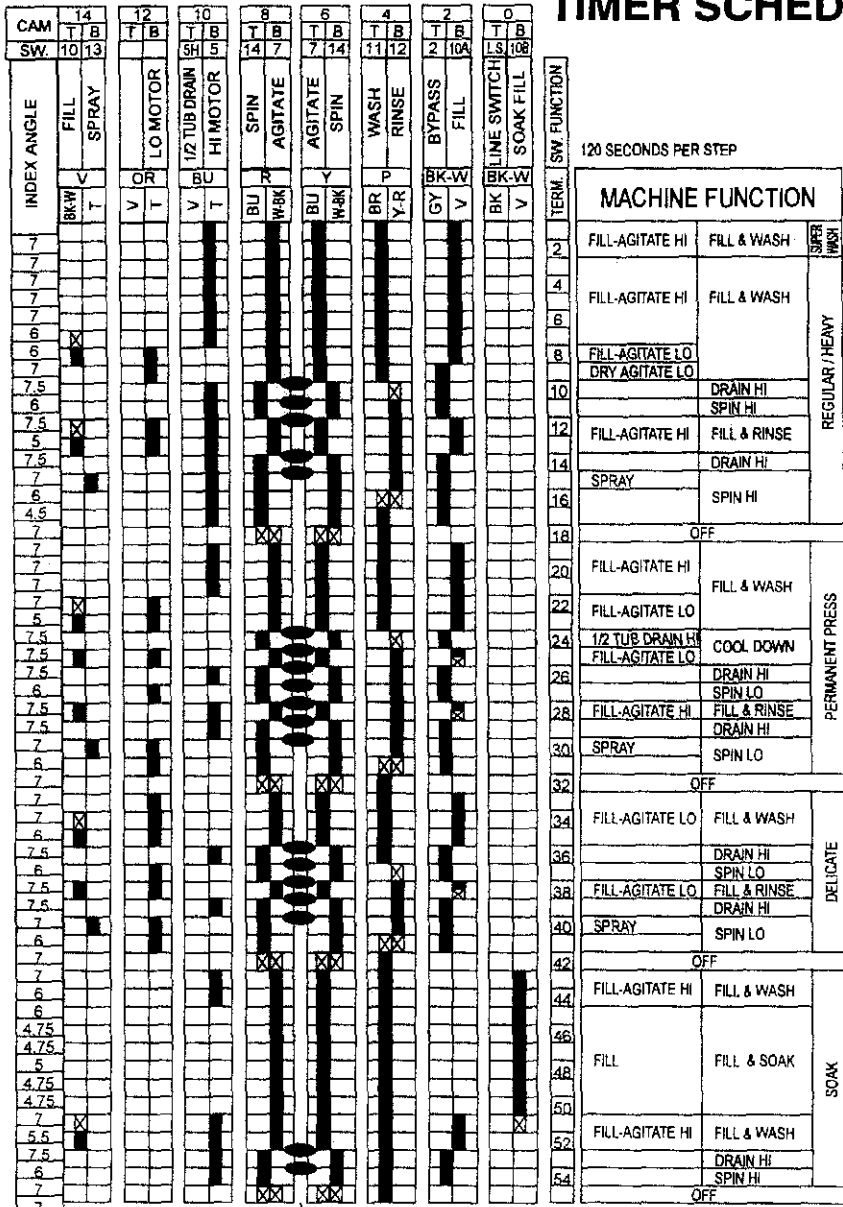 TIMER SCHED
CAM 14 12 10 8 6 4 2 0
T B T B T B T B T B T B T B T B
SW. 10 13 5H 5 14 7 7 14 11 12 2 10A L.S. 10B
INDEX ANGLE
FILL
SPRAY
LO MOTOR
1/2 TUB DRAIN
HI MOTOR
SPIN
AGITATE
AGITATE
SPIN
WASH
RINSE
BYPASS
FILL
LINE SWITCH
SOAK FILL
SW. FUNCTION
120 SECONDS PER STEP
V OR BU R Y P BK-W BK-W
BK-W T V T V T BU W-BK BU W-BK BR Y-R GY V BK V
TERM.
MACHINE FUNCTION
7
7 2 FILL-AGITATE HI FILL & WASH SUPER WASH
7
7 4
7 FILL-AGITATE HI FILL & WASH
6 6
6
7 8 FILL-AGITATE LO
DRY AGITATE LO
7.5 10 DRAIN HI
6 SPIN HI
7.5 12 FILL-AGITATE HI FILL & RINSE
5
7.5 14 DRAIN HI
7 SPRAY
6 16 SPIN HI
4.5
REGULAR / HEAVY
7 18 OFF
7
7 20 FILL-AGITATE HI
7 FILL & WASH
7 22 FILL-AGITATE LO
5
7.5 24 1/2 TUB DRAIN HI COOL DOWN
7.5 FILL-AGITATE LO
7.5 26 DRAIN HI
6 SPIN LO
7.5 28 FILL-AGITATE HI FILL & RINSE
7.5 DRAIN HI
7 30 SPRAY SPIN LO
6
PERMANENT PRESS
7 32 OFF
7
7 34 FILL-AGITATE LO FILL & WASH
6
7.5 36 DRAIN HI
6 SPIN LO
7.5 38 FILL-AGITATE LO FILL & RINSE
7.5 DRAIN HI
7 40 SPRAY SPIN LO
6
DELICATE
7 42 OFF
7
6 44 FILL-AGITATE HI FILL & WASH
6
4.75 46
4.75 FILL FILL & SOAK
5 48
4.75
4.75 50
7 FILL-AGITATE HI FILL & WASH
5.5 52
7.5 DRAIN HI
6 54 SPIN HI
SOAK
7 OFF